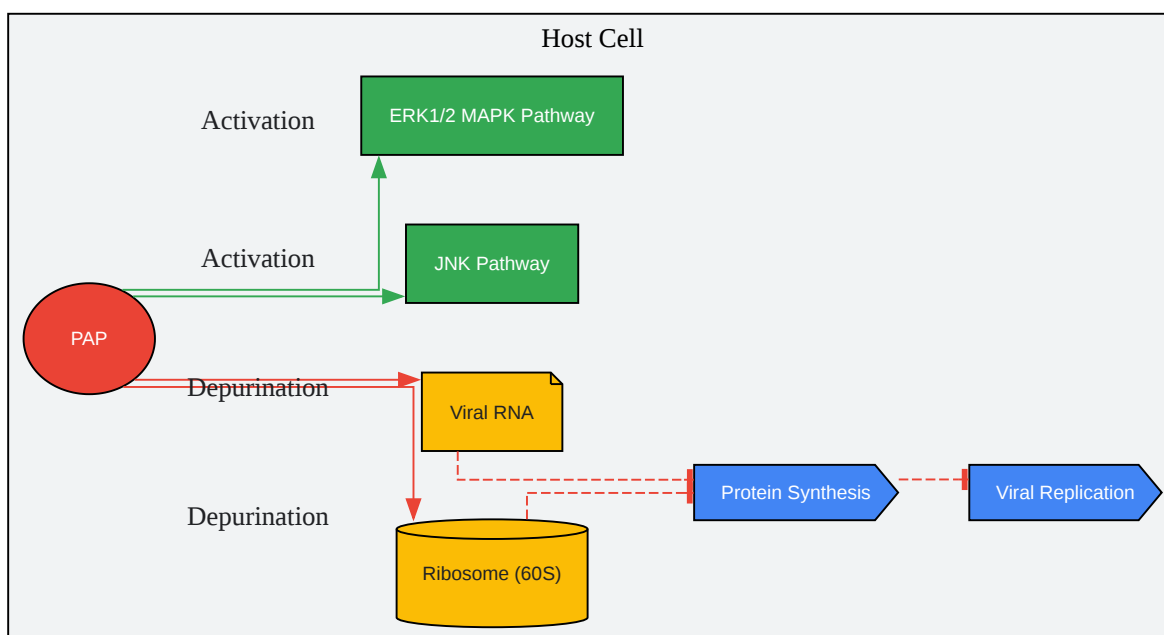 Host Cell
Activation
ERK1/2 MAPK Pathway
Activation
JNK Pathway
PAP
Depurination
Viral RNA
Protein Synthesis
Viral Replication
Depurination
Ribosome (60S)